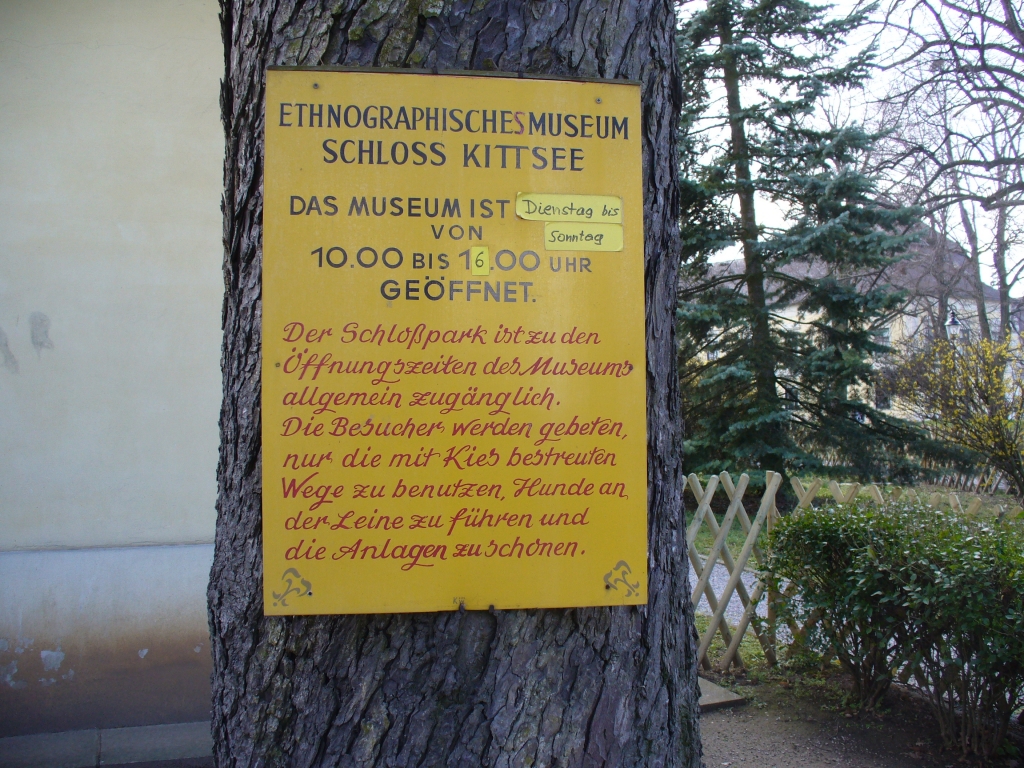 ETHNOGRAPHISCHES MUSEUM
SCHLOSS KITTSEE
DAS MUSEUM IST Dienstag bis
VON Sonntag
10.00 BIS 16.00 UHR
GEÖFFNET.
Der Schloßpark ist zu den
Öffnungszeiten des Museums
allgemein zugänglich.
Die Besucher werden gebeten,
nur die mit Kies bestreuten
Wege zu benutzen, Hunde an
der Leine zu führen und
die Anlagen zu schonen.